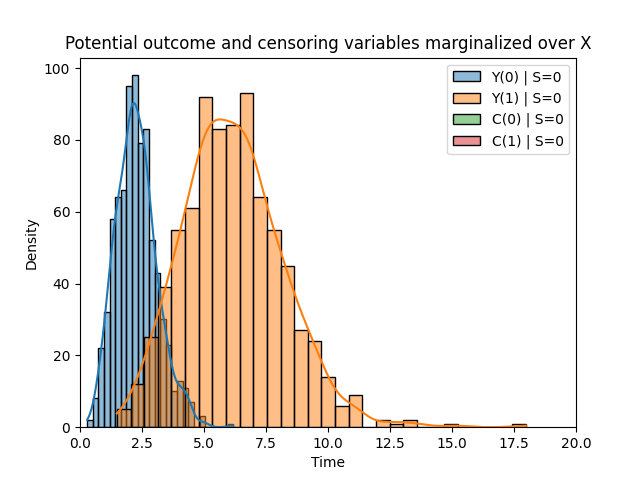 Potential outcome and censoring variables marginalized over X
Y(0) | S=0
Y(1) | S=0
C(0) | S=0
C(1) | S=0
100
80
60
40
20
0
Density
0.0 2.5 5.0 7.5 10.0 12.5 15.0 17.5 20.0
Time